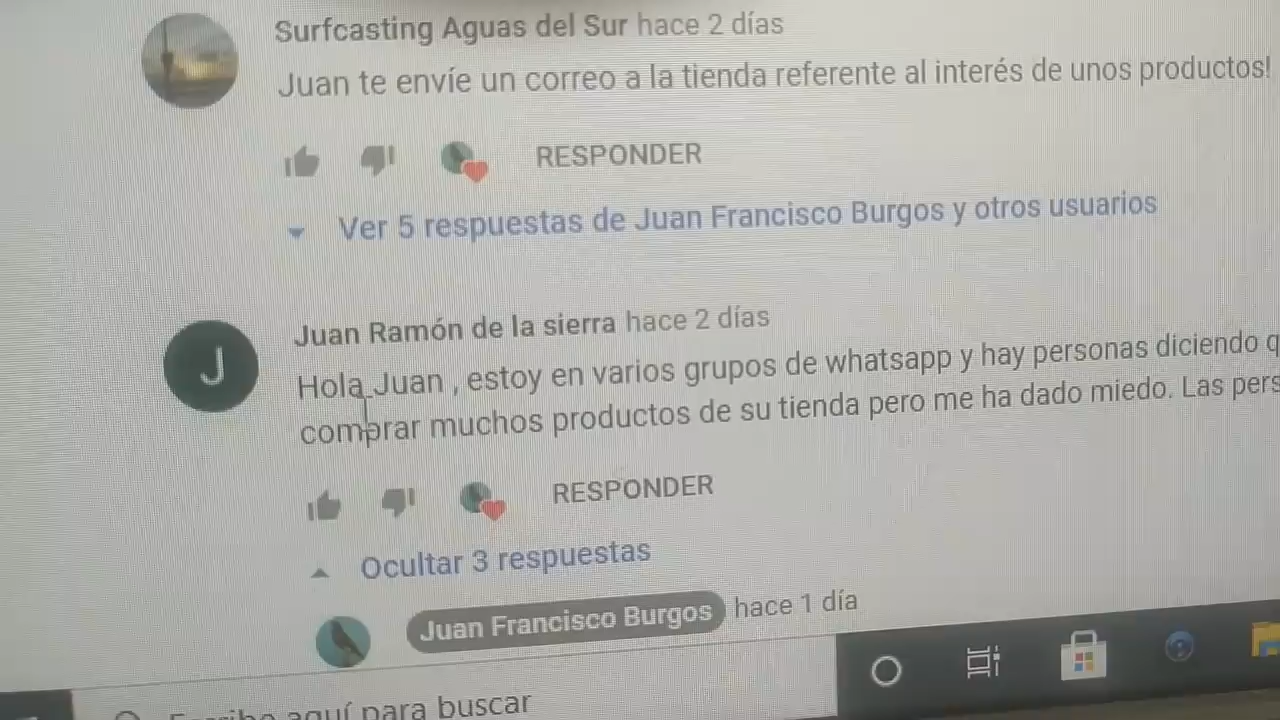 Surfcasting Aguas del Sur hace 2 días
Juan te envíe un correo a la tienda referente al interés de unos productos!
RESPONDER
Ver 5 respuestas de Juan Francisco Burgos y otros usuarios
J
Juan Ramón de la sierra hace 2 días
Hola Juan , estoy en varios grupos de whatsapp y hay personas diciendo q
comprar muchos productos de su tienda pero me ha dado miedo. Las pers
RESPONDER
Ocultar 3 respuestas
Juan Francisco Burgos hace 1 día
aquí para buscar